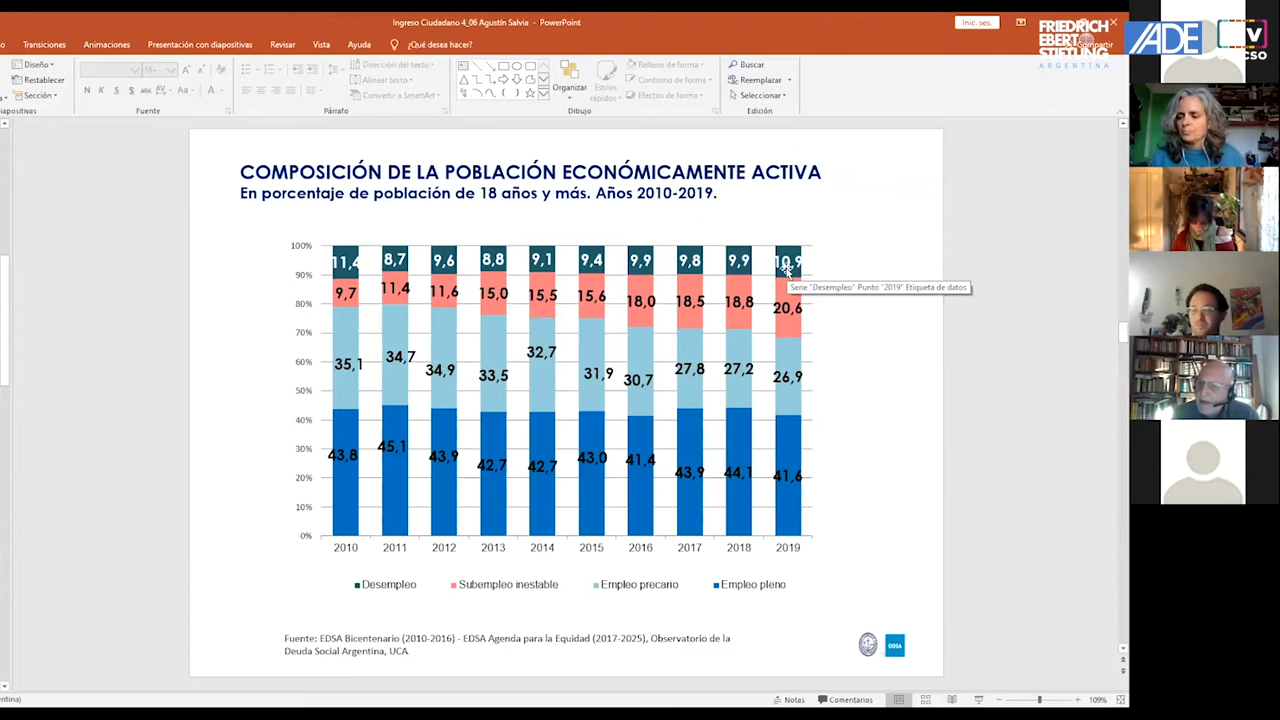 Ingreso Ciudadano 4_06 Agustín Salvia - PowerPoint
Inic. ses.
Transiciones Animaciones Presentación con diapositivas Revisar Vista Ayuda ¿Qué desea hacer?
FRIEDRICH
EBERT
STIFTUNG
ARGENTINA
IADE
Diseño
Restablecer
Sección
Dirección del texto
Alinear texto
Convertir a SmartArt
Organizar
Estilos
rápidos
Relleno de forma
Contorno de forma
Efectos de forma
Buscar
Reemplazar
Seleccionar
Fuente Párrafo Dibujo Edición
COMPOSICIÓN DE LA POBLACIÓN ECONÓMICAMENTE ACTIVA
En porcentaje de población de 18 años y más. Años 2010-2019.
100%
90%
80%
70%
60%
50%
40%
30%
20%
10%
0%
11,4 8,7 9,6 8,8 9,1 9,4 9,9 9,8 9,9 10,9
Serie "Desempleo" Punto "2019" Etiqueta de datos
9,7 11,4 11,6 15,0 15,5 15,6 18,0 18,5 18,8 20,6
35,1 34,7 34,9 33,5 32,7 31,9 30,7 27,8 27,2 26,9
43,8 45,1 43,9 42,7 42,7 43,0 41,4 43,9 44,1 41,6
2010 2011 2012 2013 2014 2015 2016 2017 2018 2019
Desempleo Subempleo inestable Empleo precario Empleo pleno
Fuente: EDSA Bicentenario (2010-2016) - EDSA Agenda para la Equidad (2017-2025), Observatorio de la
Deuda Social Argentina, UCA.
ODSA
Notas Comentarios 109%